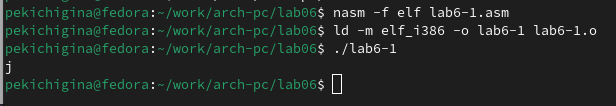 pekichigina@fedora:~/work/arch-pc/lab06$ nasm -f elf lab6-1.asm
pekichigina@fedora:~/work/arch-pc/lab06$ ld -m elf_i386 -o lab6-1 lab6-1.o
pekichigina@fedora:~/work/arch-pc/lab06$ ./lab6-1
j
pekichigina@fedora:~/work/arch-pc/lab06$